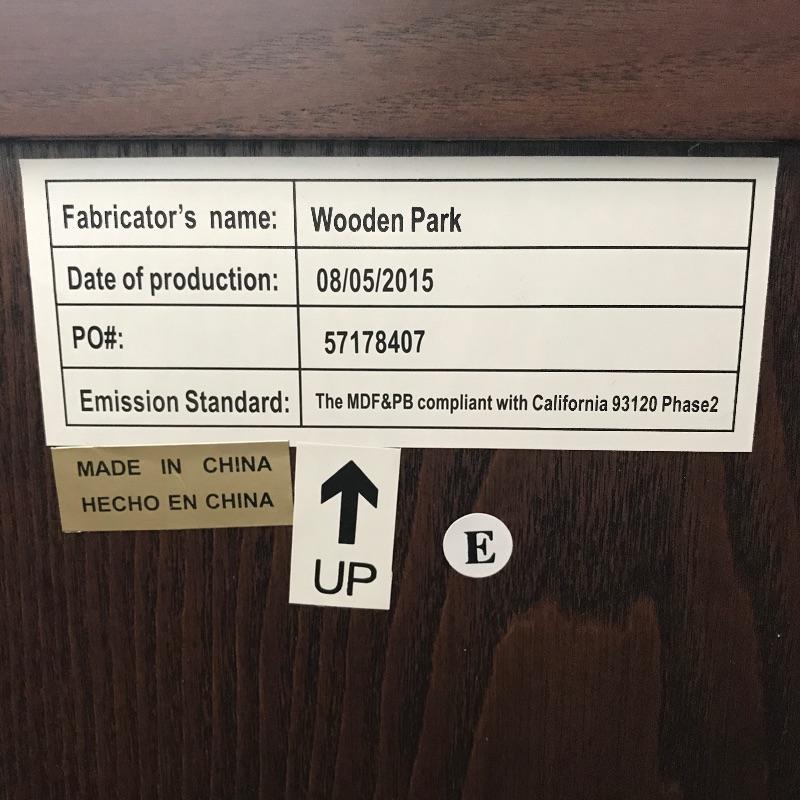 Fabricator's name: Wooden Park
Date of production: 08/05/2015
PO#: 57178407
Emission Standard: The MDF&PB compliant with California 93120 Phase2
MADE IN CHINA
HECHO EN CHINA
UP
E